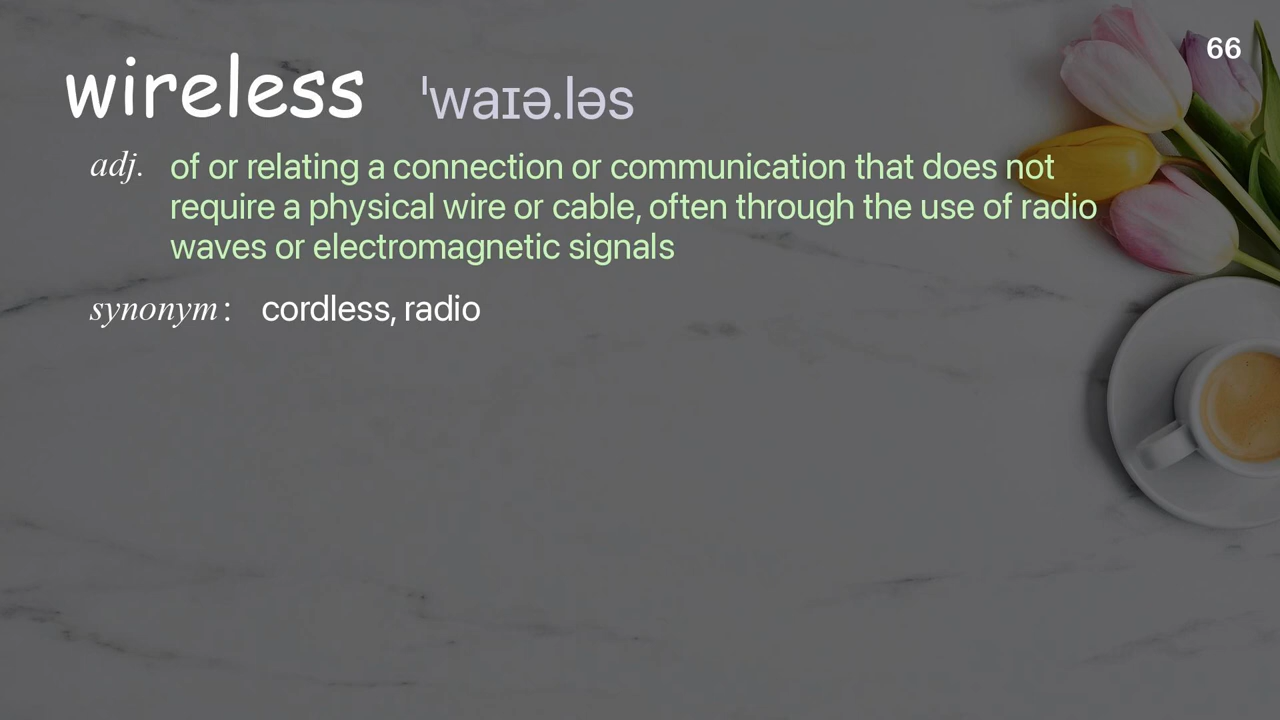 66
wireless ˈwaɪə.ləs
adj. of or relating a connection or communication that does not
require a physical wire or cable, often through the use of radio
waves or electromagnetic signals
synonym: cordless, radio